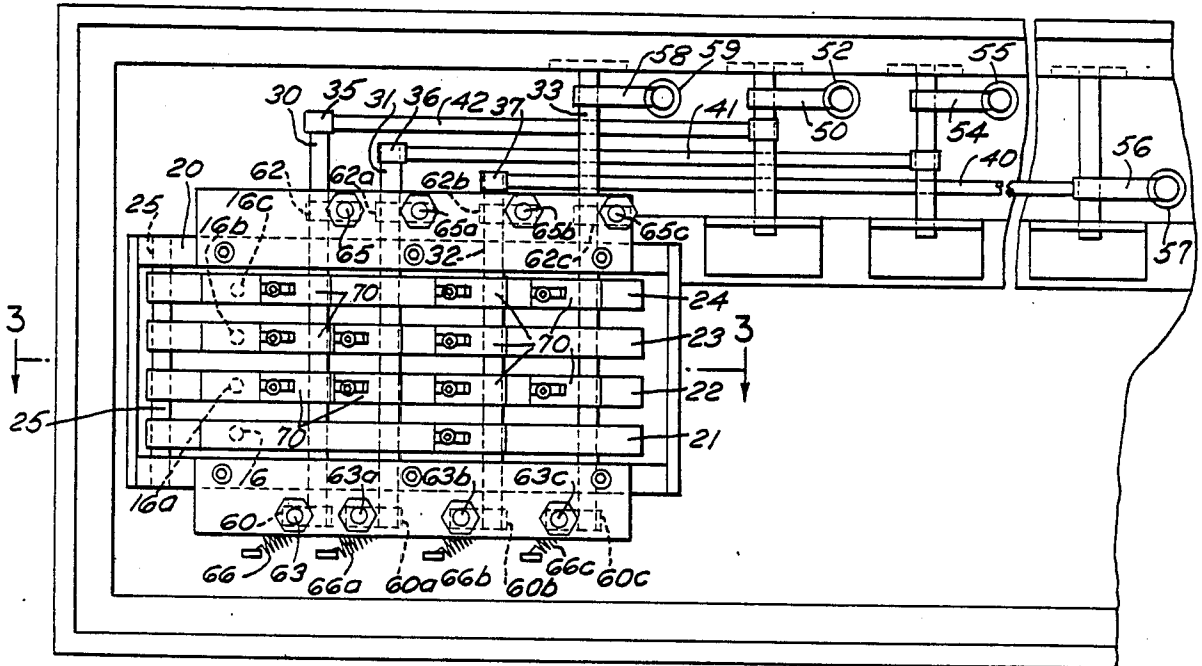 58 59 52 55
30 35 31 36 42 37 33 50 41 54
20 62 16c 62a 62b 40 56
25 16b 65 65a 65b 65c 57
32 62c
70 24
3 70 23 3
22
25 70 21
16a 16 63a 63b 63c
60
66 63 66a 60a 66b 60b 66c 60c